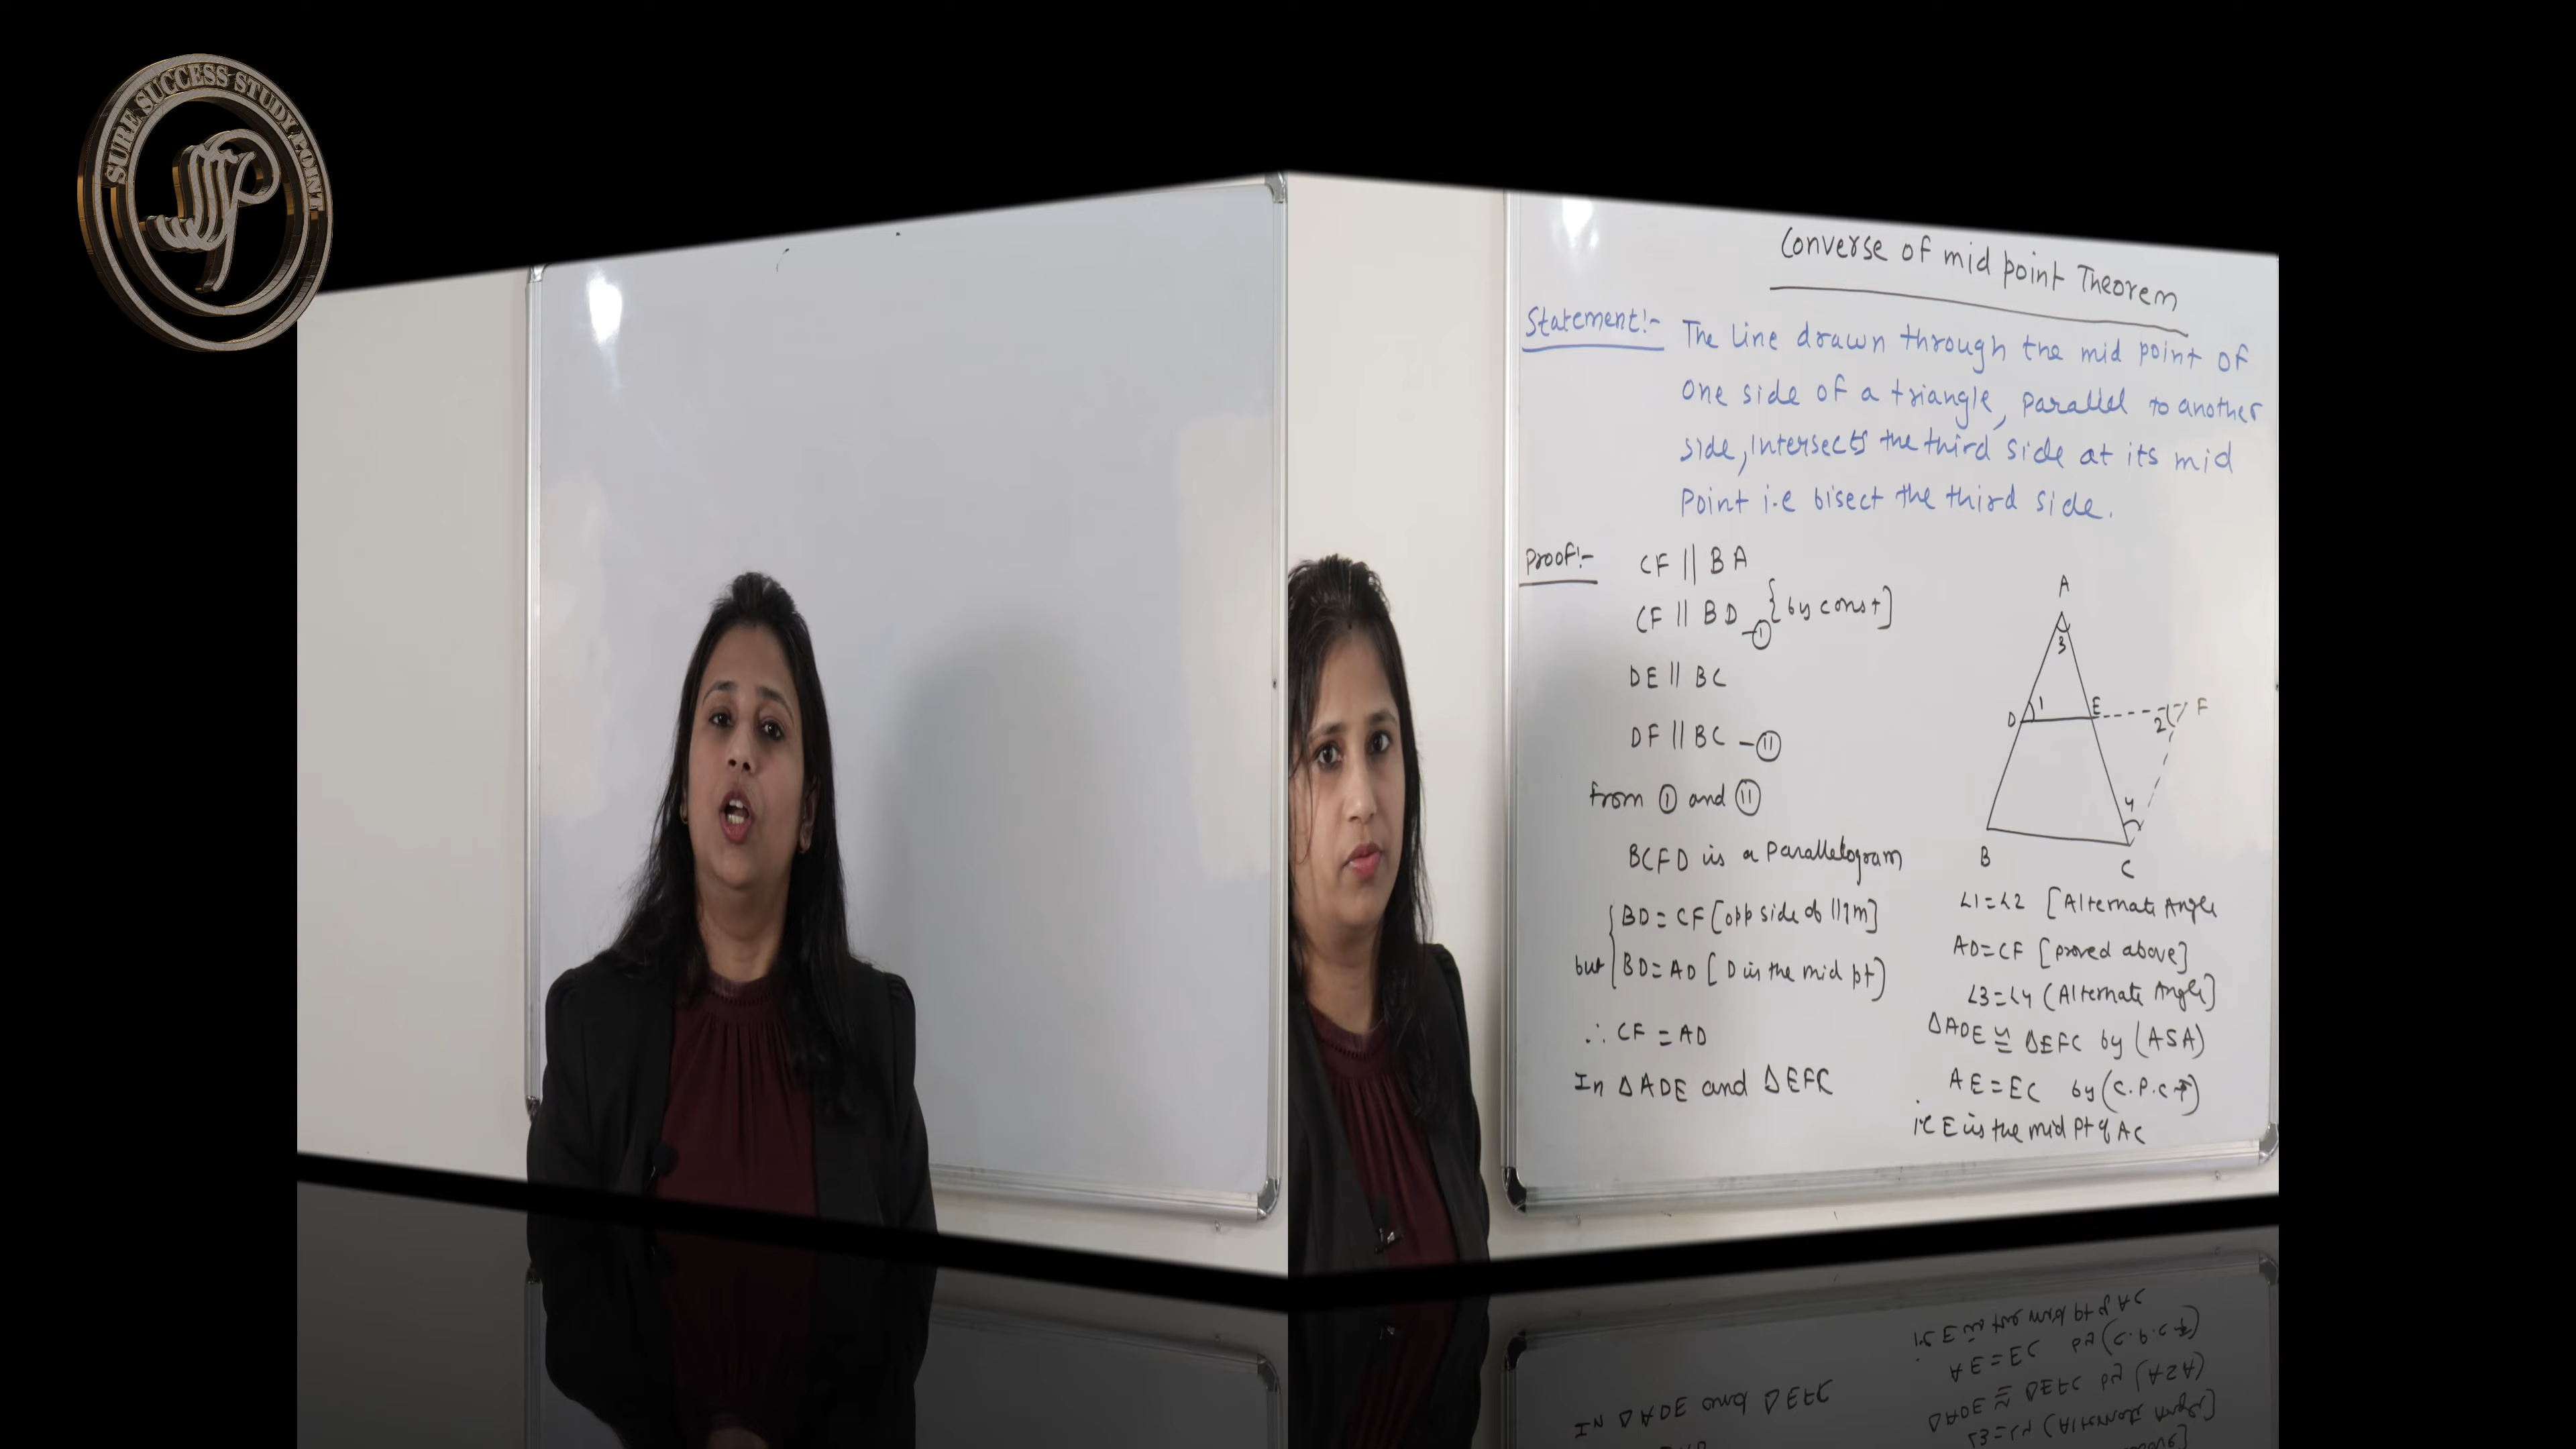 SURE SUCCESS STUDY POINT
SSSP
Converse of mid point Theorem
Statement:- The Line drawn through the mid point of
one side of a triangle, parallel to another
side, intersects the third side at its mid
Point i.e bisect the third side.
Proof:- CF || BA
CF || BD -① {by const]
DE || BC
DF || BC -②
from ① and ②
BCFD is a Parallelogram
BD = CF [opp side of ||gm]
but BD = AD [D is the mid pt)
∴ CF = AD
In △ADE and △EFC
A
3
D 1 E 2 F
4
B C
∠1=∠2 [Alternate Angle
AD=CF [proved above]
∠3=∠4 (Alternate Angle]
△ADE ≅ △EFC by (ASA)
AE=EC by (C.P.C.T)
i.e E is the mid Pt of AC